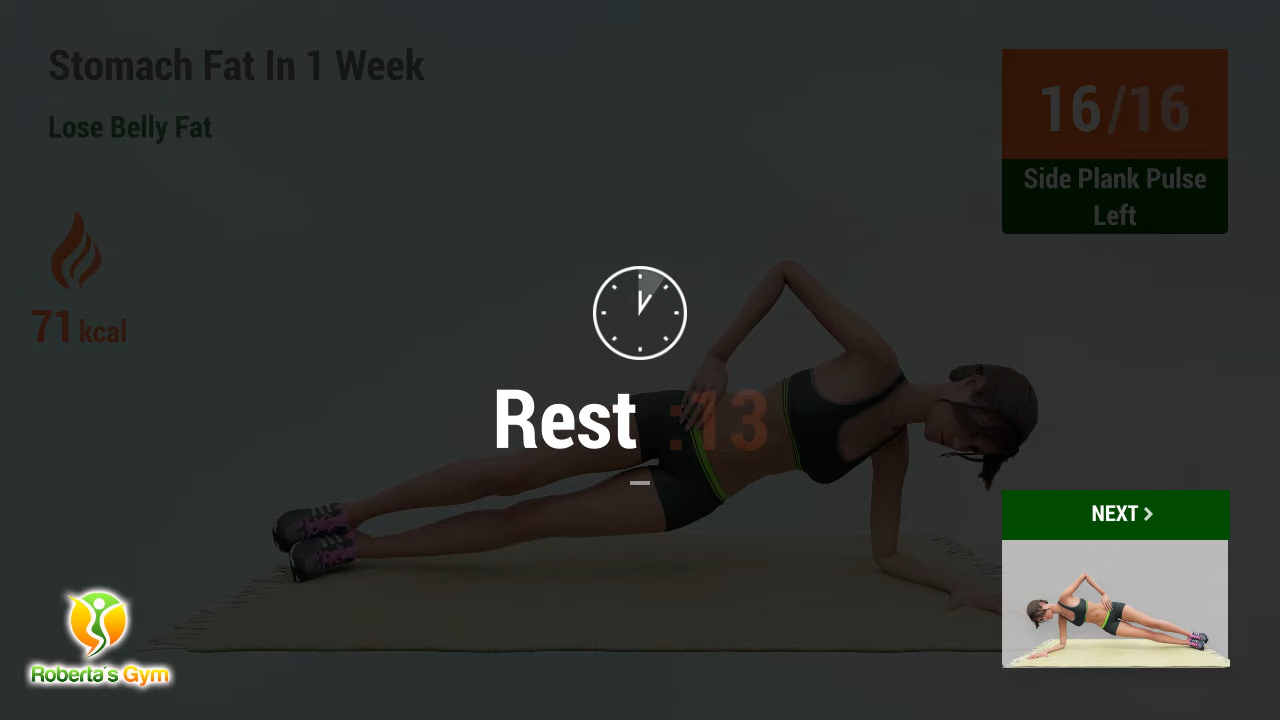 Stomach Fat In 1 Week
Lose Belly Fat
16/16
Side Plank Pulse
Left
71 kcal
Rest :13
NEXT >
Roberta's Gym